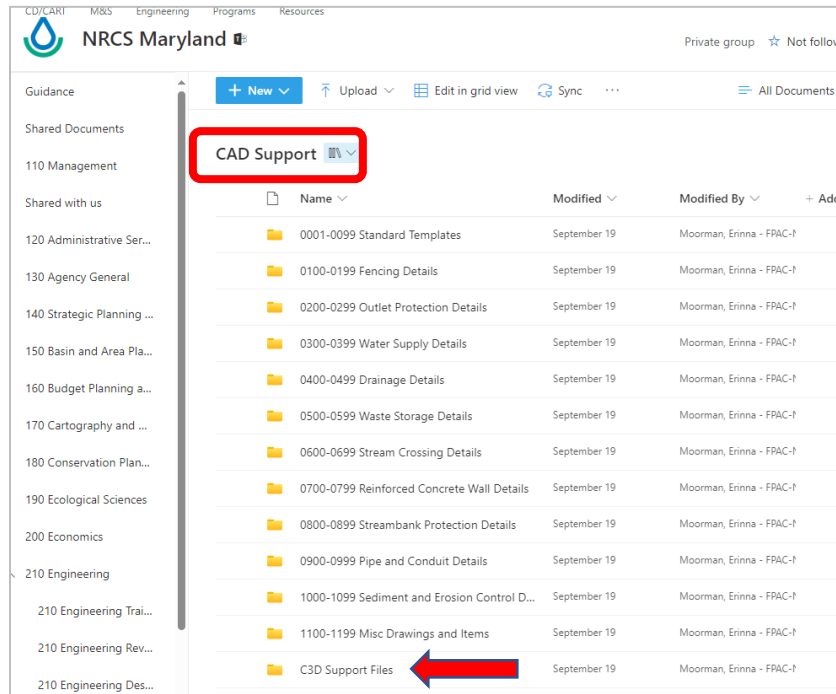 CD/CART M&S Engineering Programs Resources
NRCS Maryland
Private group ☆ Not follow
Guidance
Shared Documents
110 Management
Shared with us
120 Administrative Ser...
130 Agency General
140 Strategic Planning ...
150 Basin and Area Pla...
160 Budget Planning a...
170 Cartography and ...
180 Conservation Plan...
190 Ecological Sciences
200 Economics
210 Engineering
210 Engineering Trai...
210 Engineering Rev...
210 Engineering Des...
+ New Upload Edit in grid view Sync ... All Documents
CAD Support
Name Modified Modified By + Add
0001-0099 Standard Templates September 19 Moorman, Erinna - FPAC-N
0100-0199 Fencing Details September 19 Moorman, Erinna - FPAC-N
0200-0299 Outlet Protection Details September 19 Moorman, Erinna - FPAC-N
0300-0399 Water Supply Details September 19 Moorman, Erinna - FPAC-N
0400-0499 Drainage Details September 19 Moorman, Erinna - FPAC-N
0500-0599 Waste Storage Details September 19 Moorman, Erinna - FPAC-N
0600-0699 Stream Crossing Details September 19 Moorman, Erinna - FPAC-N
0700-0799 Reinforced Concrete Wall Details September 19 Moorman, Erinna - FPAC-N
0800-0899 Streambank Protection Details September 19 Moorman, Erinna - FPAC-N
0900-0999 Pipe and Conduit Details September 19 Moorman, Erinna - FPAC-N
1000-1099 Sediment and Erosion Control D... September 19 Moorman, Erinna - FPAC-N
1100-1199 Misc Drawings and Items September 19 Moorman, Erinna - FPAC-N
C3D Support Files September 19 Moorman, Erinna - FPAC-N